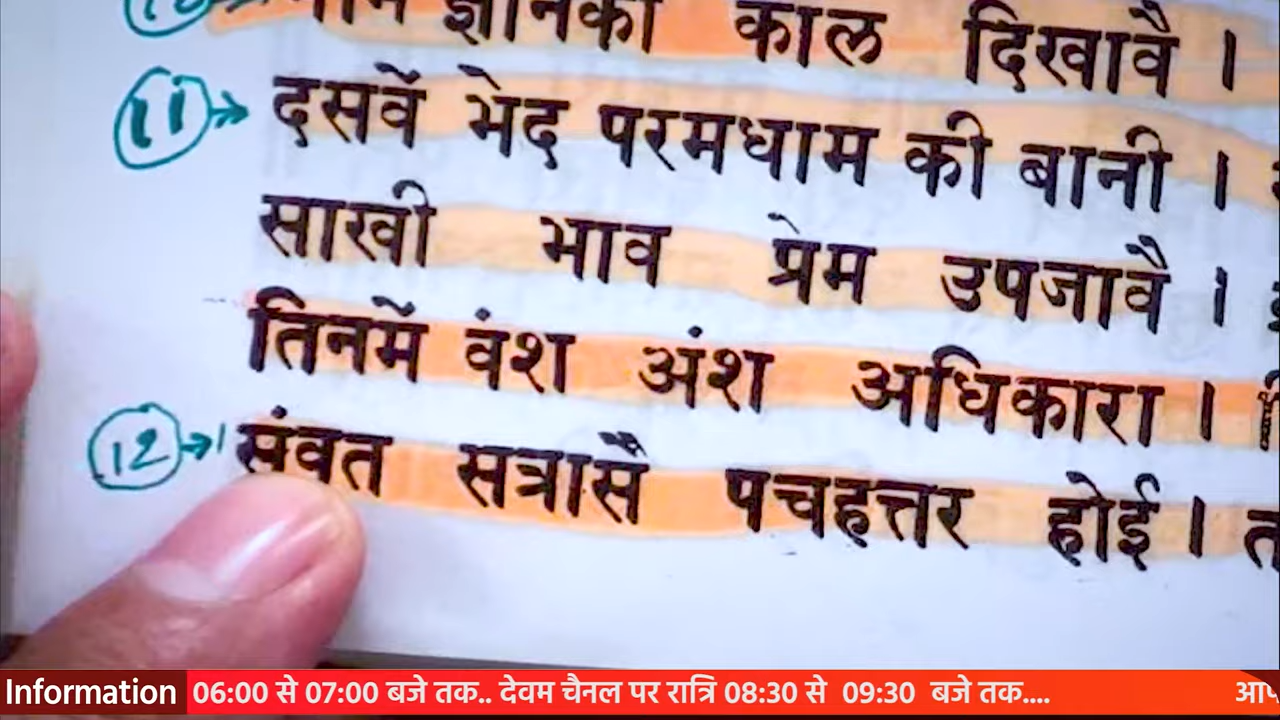 ज्ञानकी काल दिखावै ।
11 दसवें भेद परमधाम की बानी ।
साखी भाव प्रेम उपजावै ।
तिनमें वंश अंश अधिकारा ।
12 संवत सत्रासै पचहत्तर होई ।
Information 06:00 से 07:00 बजे तक.. देवम चैनल पर रात्रि 08:30 से 09:30 बजे तक....